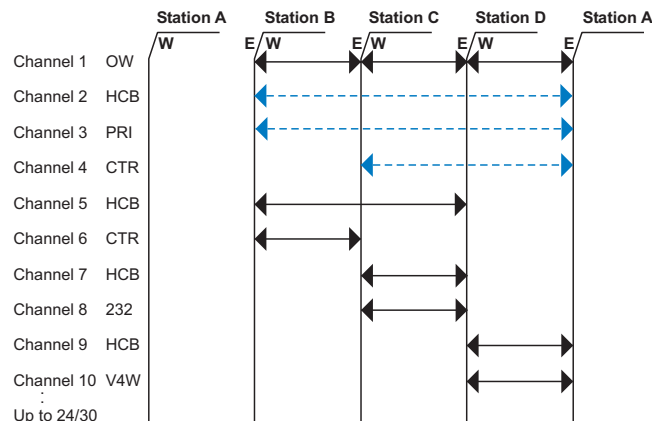 Station A Station B Station C Station D Station A
W E W E W E W E
Channel 1 OW
Channel 2 HCB
Channel 3 PRI
Channel 4 CTR
Channel 5 HCB
Channel 6 CTR
Channel 7 HCB
Channel 8 232
Channel 9 HCB
Channel 10 V4W
:
Up to 24/30